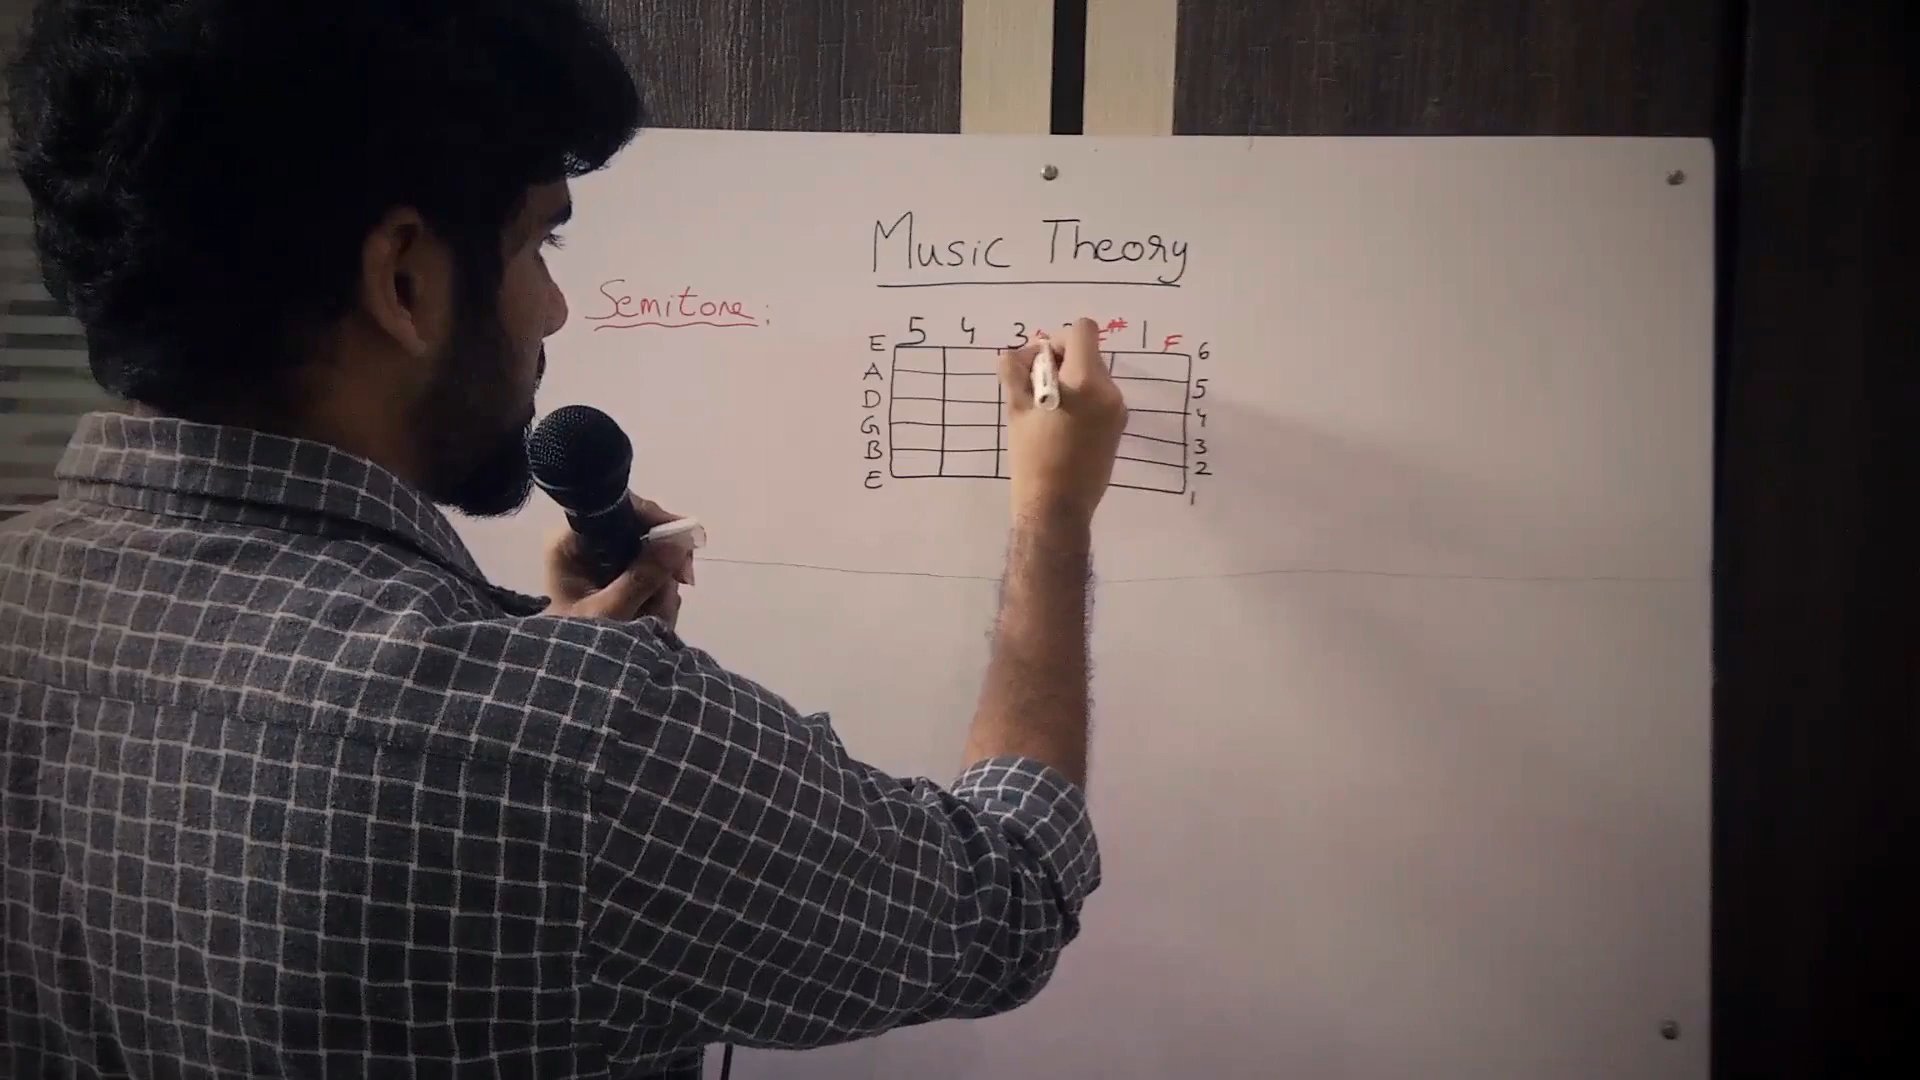 Music Theory
Semitone:
5 4 3 # 1 F
E 6
A 5
D 4
G 3
B 2
E 1